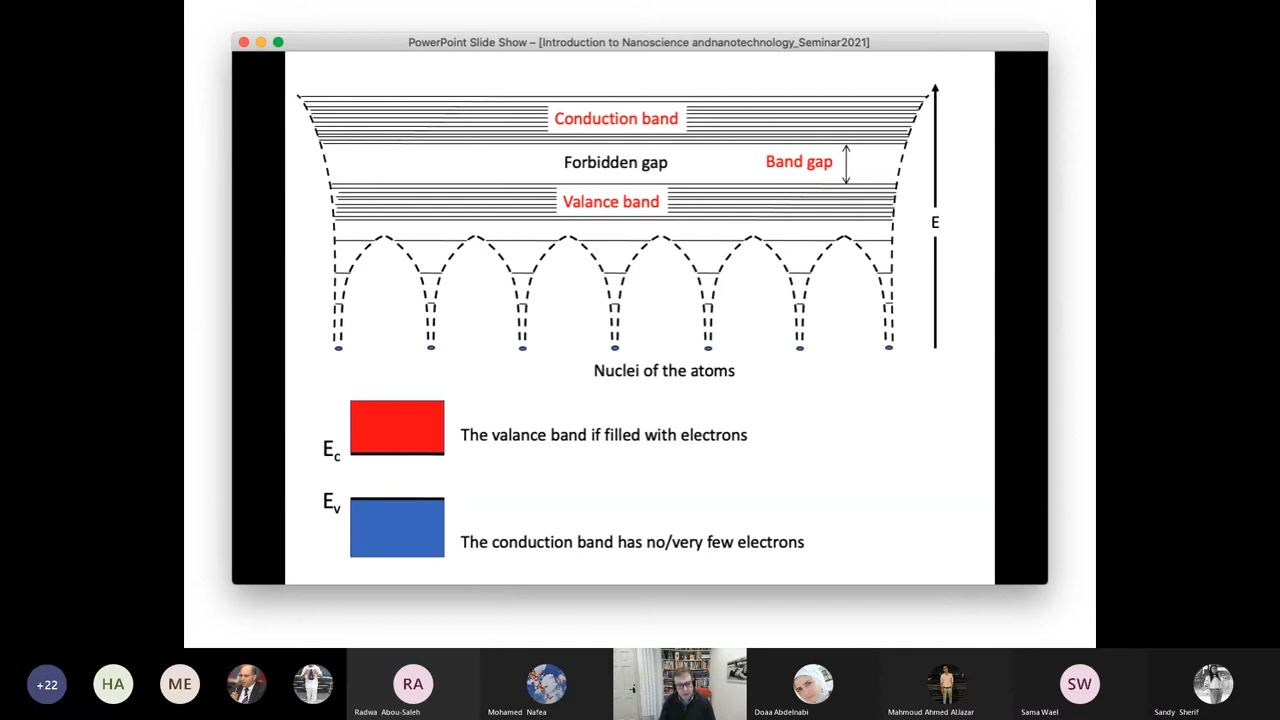 PowerPoint Slide Show – [Introduction to Nanoscience andnanotechnology_Seminar2021]
Conduction band
Forbidden gap
Band gap
Valance band
E
Nuclei of the atoms
The valance band if filled with electrons
Ec
Ev
The conduction band has no/very few electrons
+22
HA
ME
RA
SW
Radwa Abou-Saleh
Mohamed Nafea
Doaa Abdelnabi
Mahmoud Ahmed AlJazar
Sama Wael
Sandy Sherif